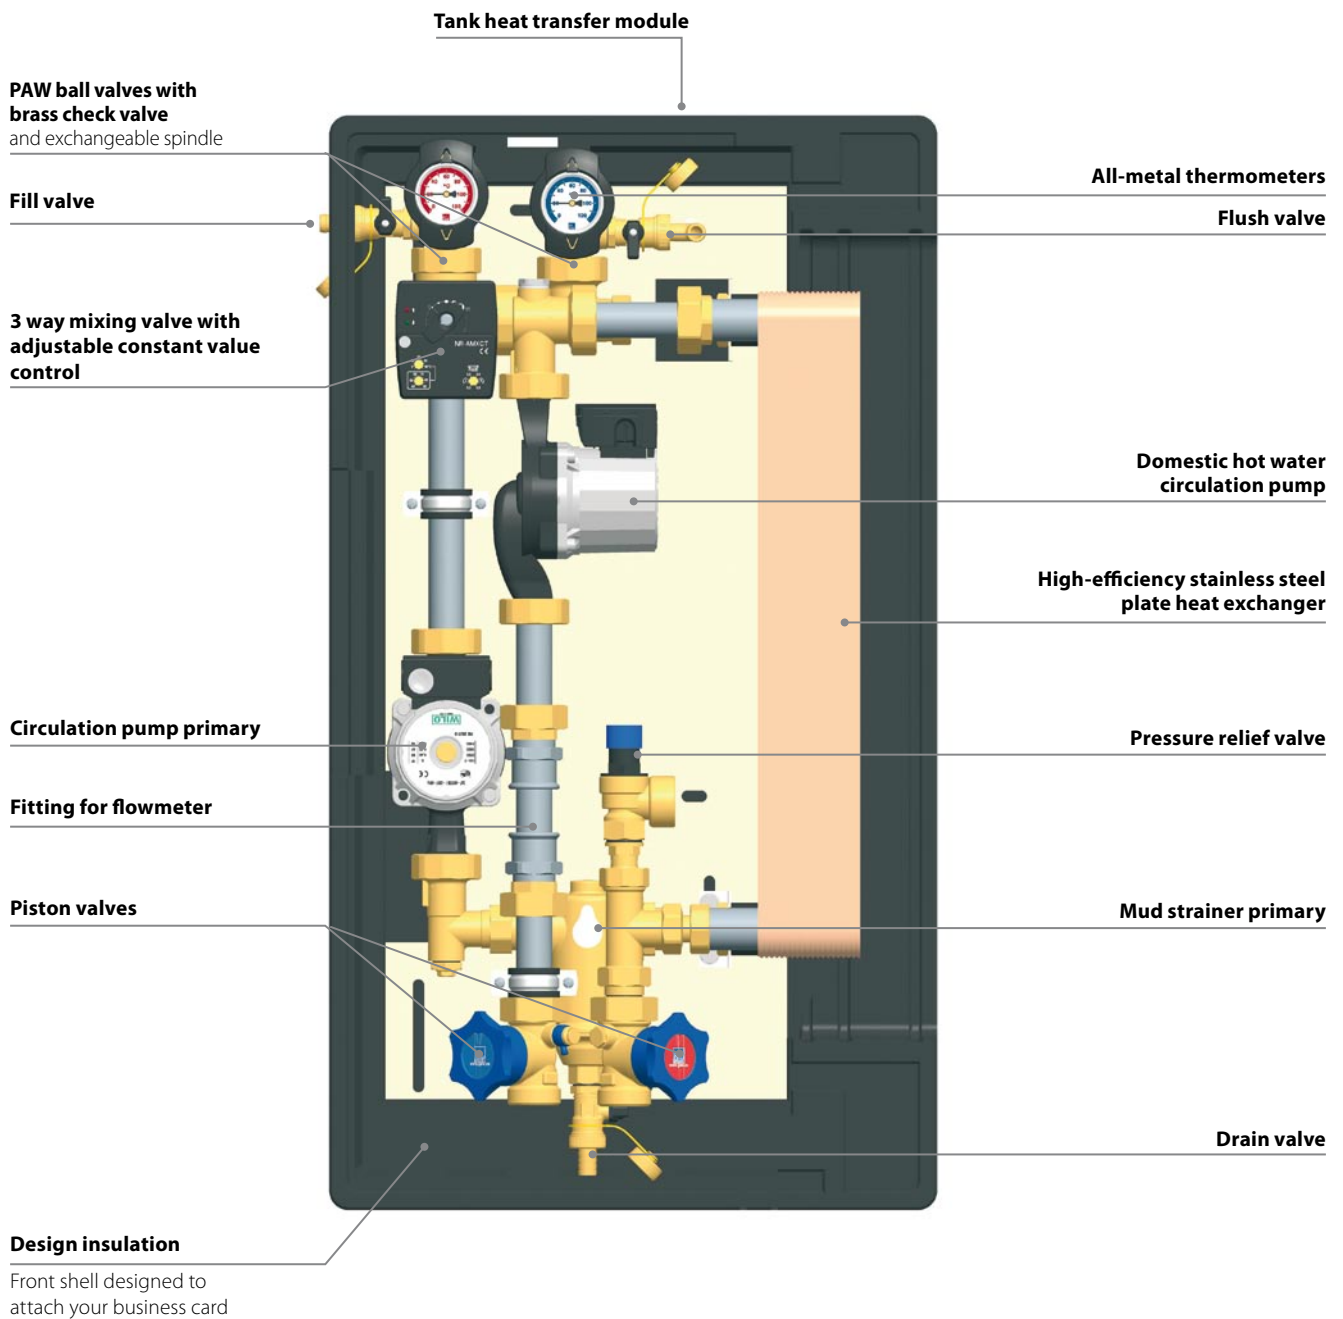 Tank heat transfer module
PAW ball valves with
brass check valve
and exchangeable spindle
Fill valve
3 way mixing valve with
adjustable constant value
control
Circulation pump primary
Fitting for flowmeter
Piston valves
Design insulation
Front shell designed to
attach your business card
All-metal thermometers
Flush valve
Domestic hot water
circulation pump
High-efficiency stainless steel
plate heat exchanger
Pressure relief valve
Mud strainer primary
Drain valve
WILO
CE